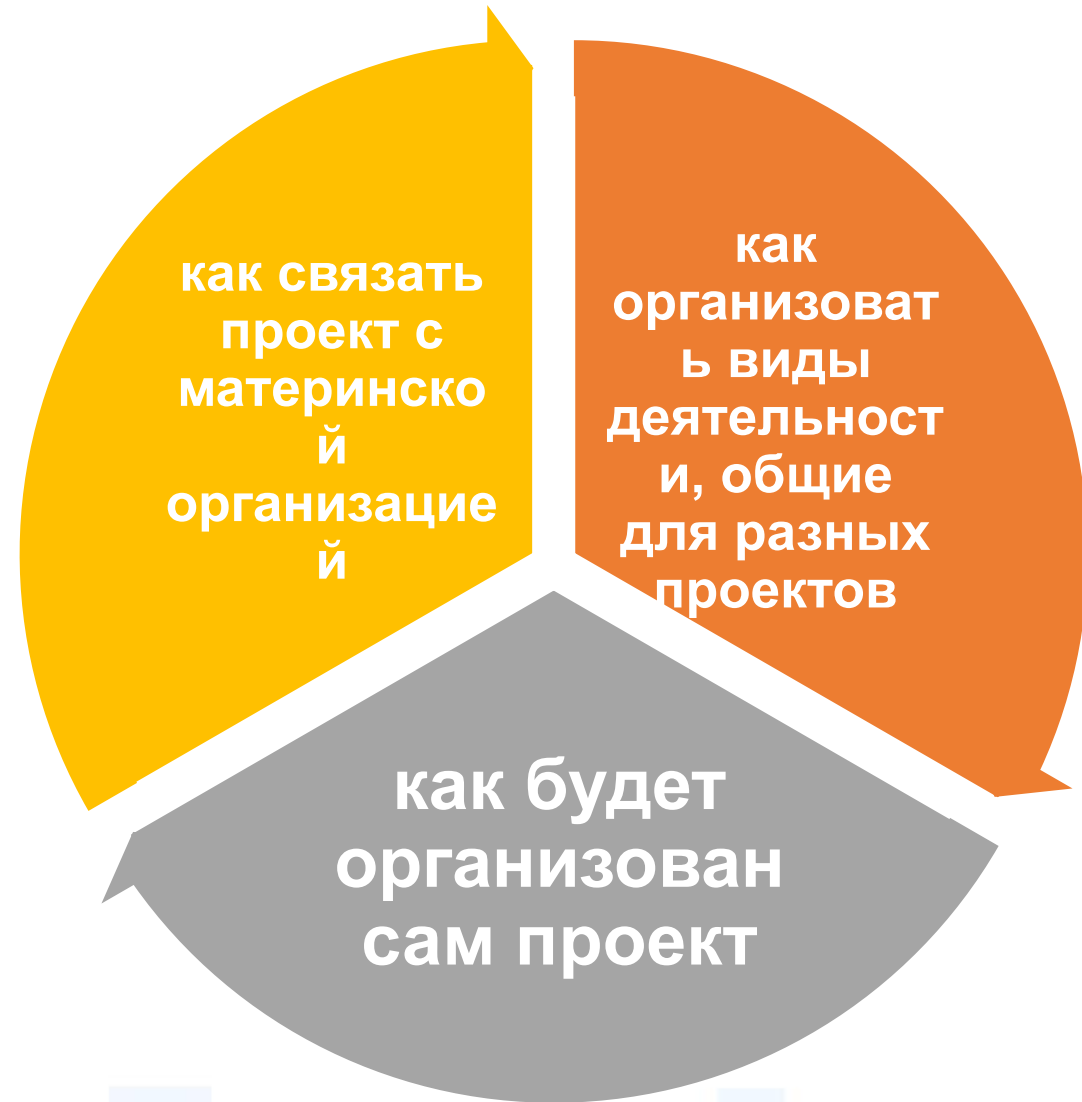 как связать
проект с
материнско
й
организацие
й
как
организоват
ь виды
деятельност
и, общие
для разных
проектов
как будет
организован
сам проект